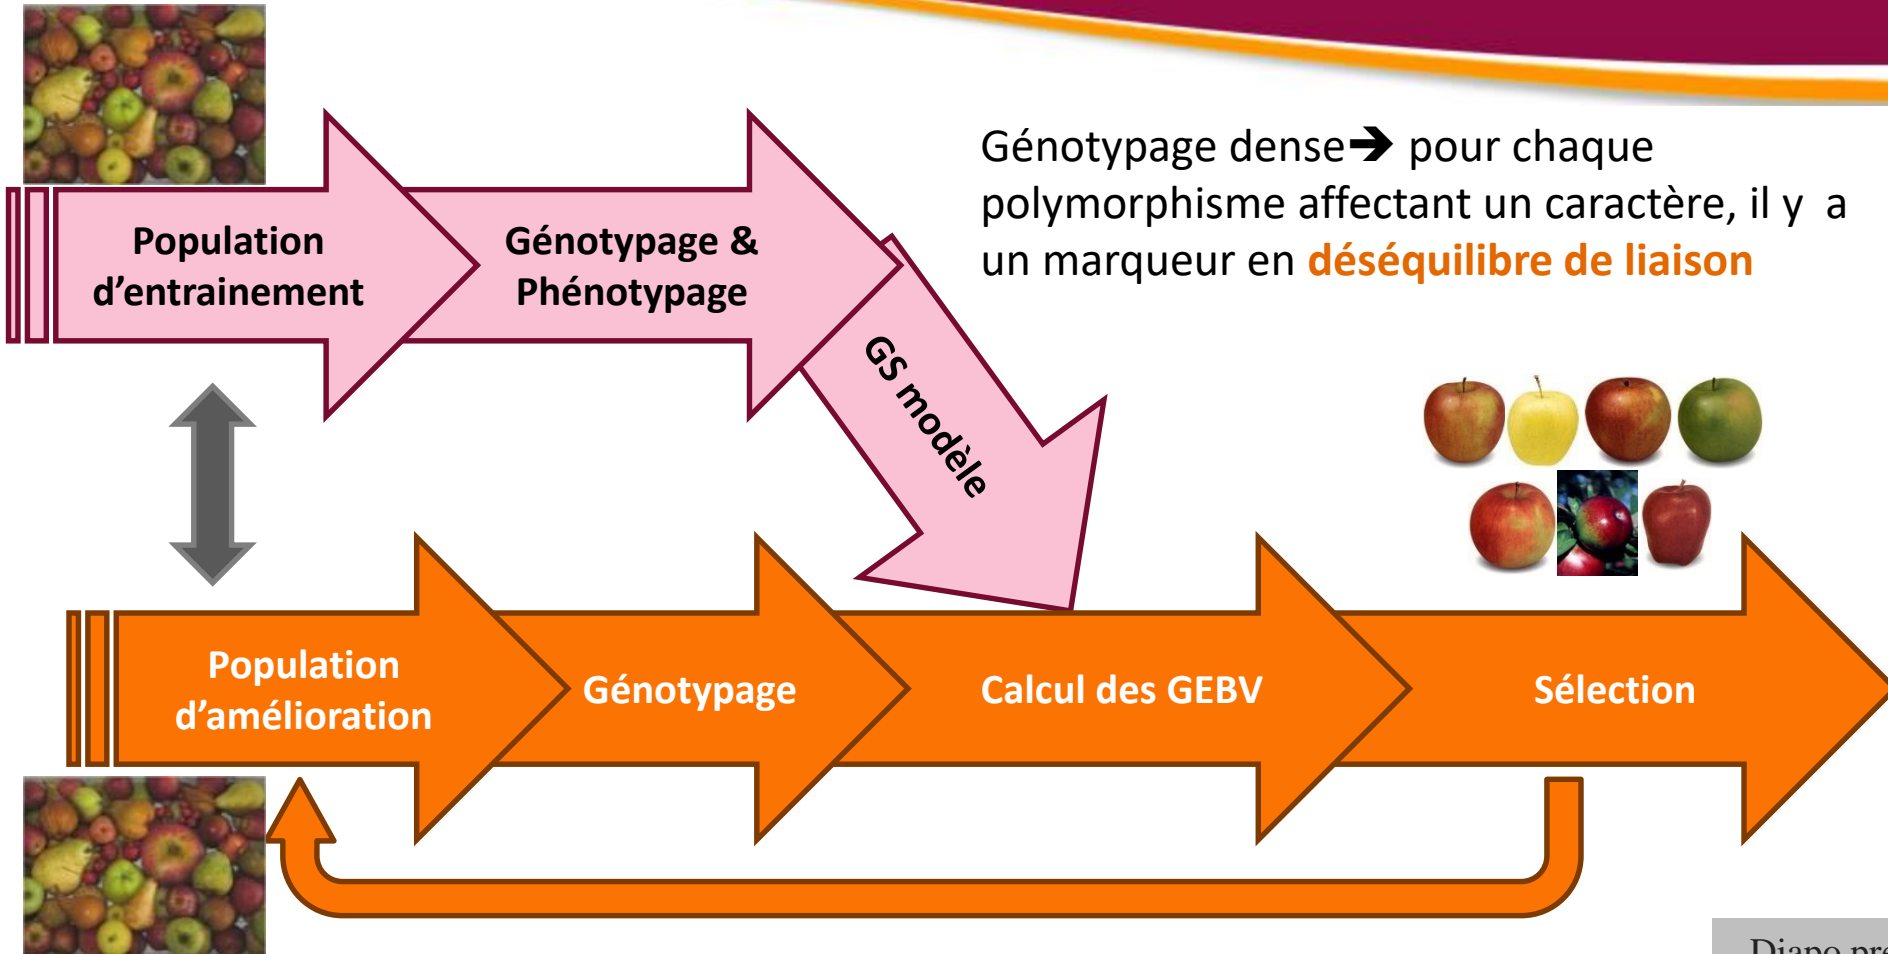 Génotypage dense➔ pour chaque
polymorphisme affectant un caractère, il y a
un marqueur en déséquilibre de liaison
Population
d’entrainement
Génotypage &
Phénotypage
GS modèle
Population
d’amélioration
Génotypage
Calcul des GEBV
Sélection
Diapo